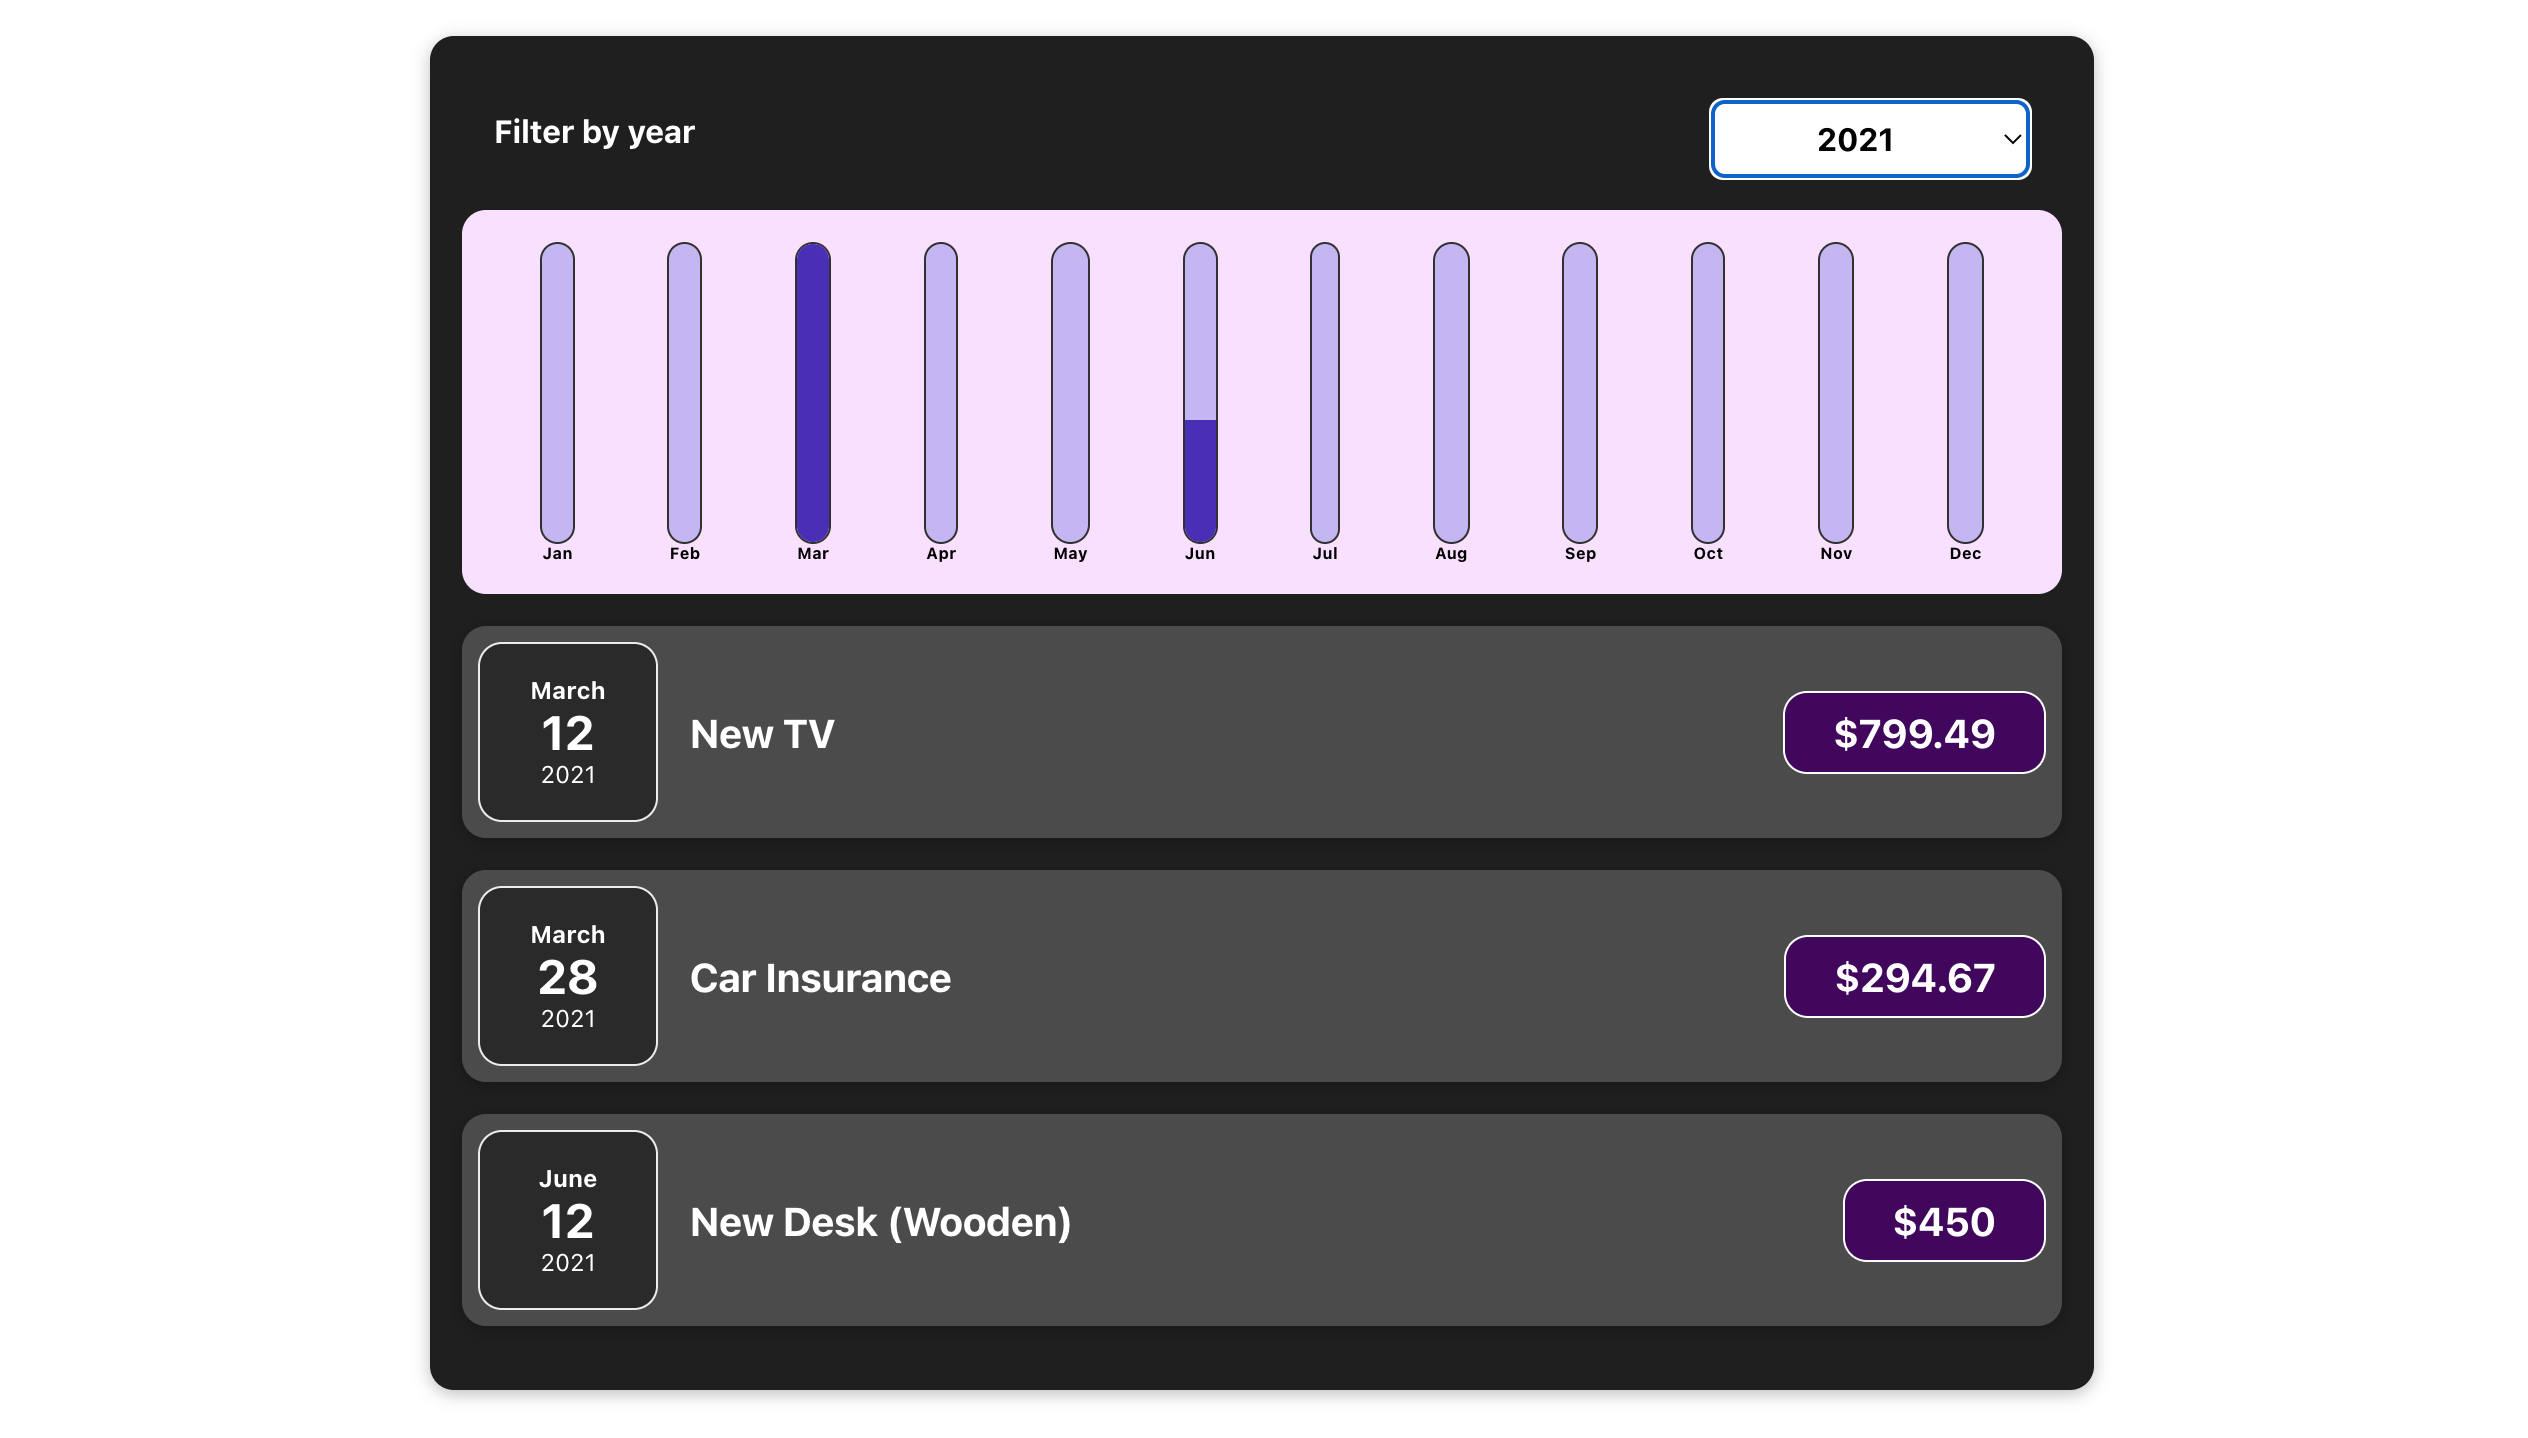 Filter by year
2021
Jan Feb Mar Apr May Jun Jul Aug Sep Oct Nov Dec
March
12
2021
New TV
$799.49
March
28
2021
Car Insurance
$294.67
June
12
2021
New Desk (Wooden)
$450